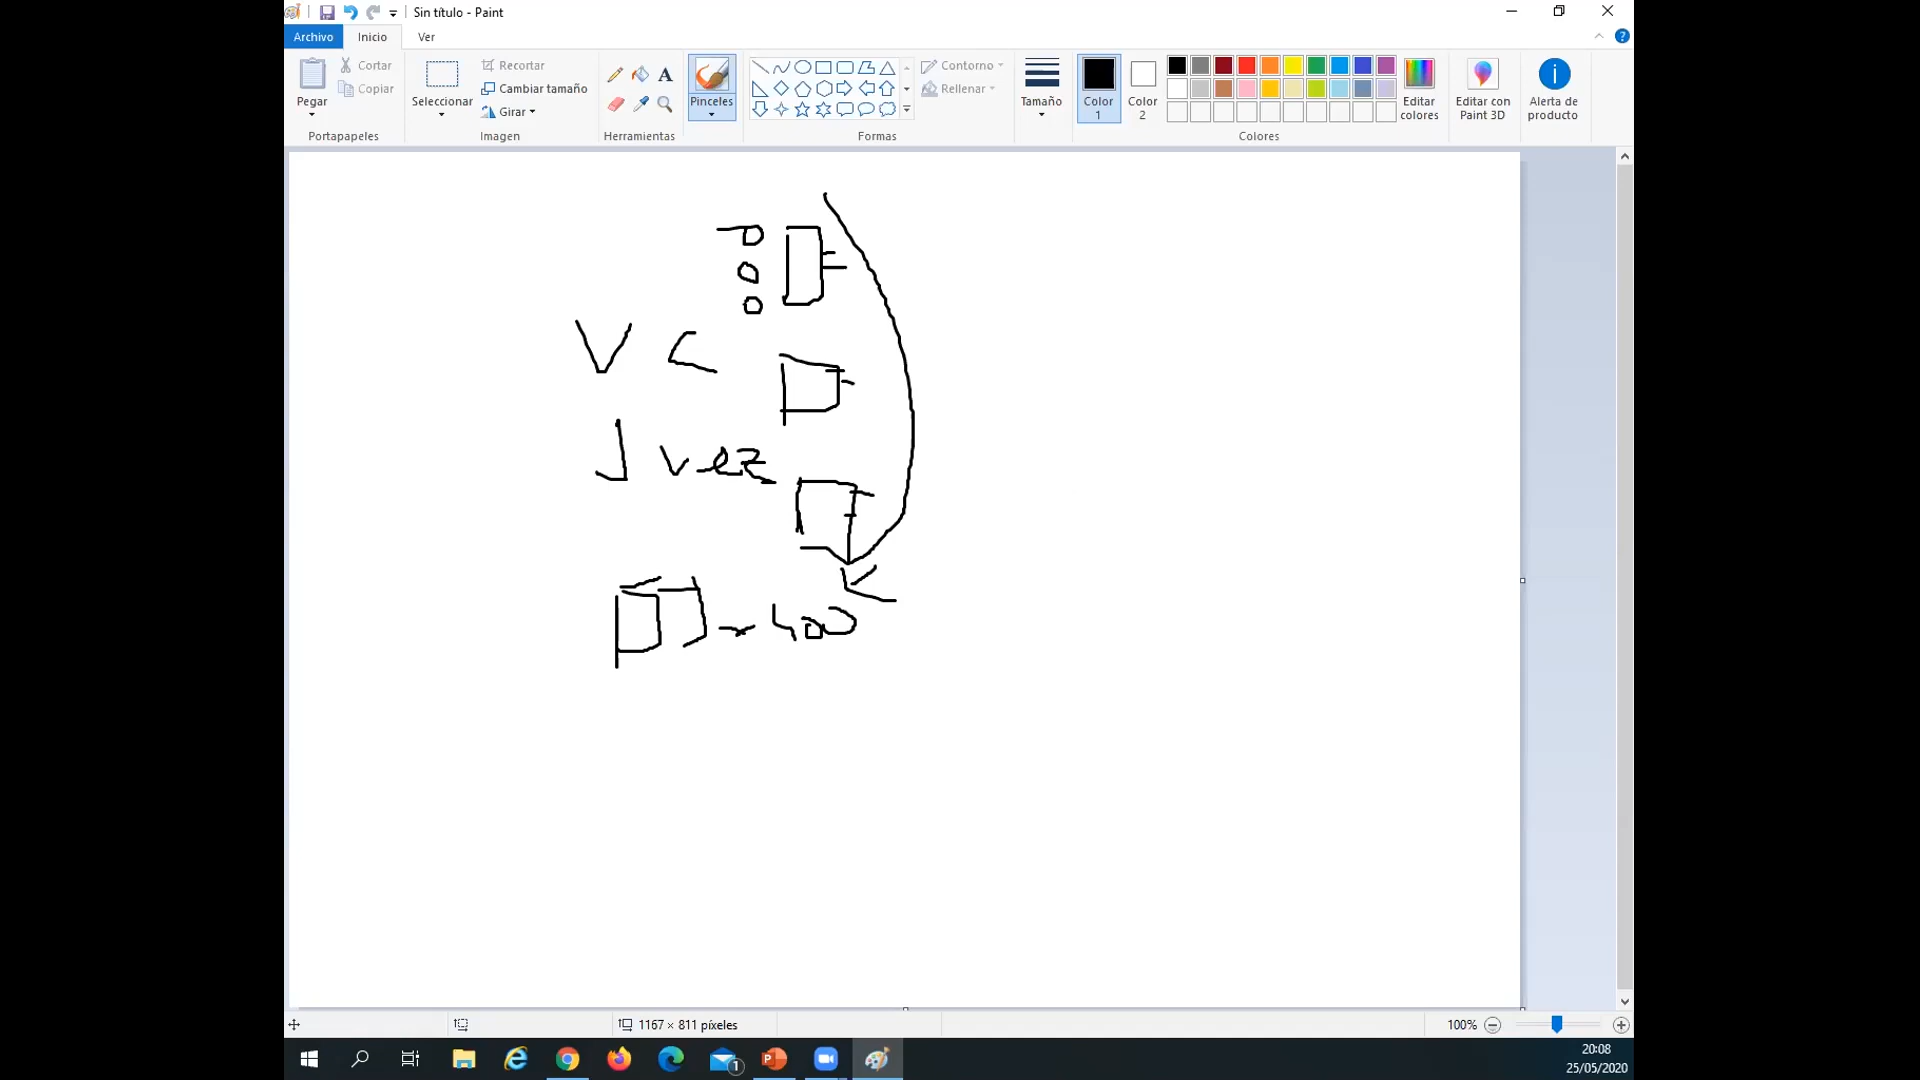 Sin título - Paint
Archivo Inicio Ver
Pegar
Cortar
Copiar
Portapapeles
Seleccionar
Recortar
Cambiar tamaño
Girar
Imagen
A
Herramientas
Pinceles
Contorno
Rellenar
Formas
Tamaño
Color 1
Color 2
Editar colores
Colores
Editar con Paint 3D
Alerta de producto
V C
vez
400
1167 × 811 píxeles
100%
1
20:08
25/05/2020